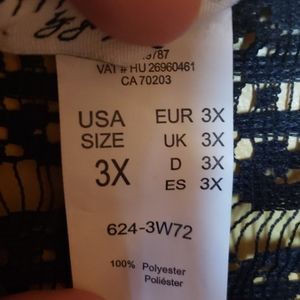 9787
VAT # HU 26960461
CA 70203
USA SIZE 3X
EUR 3X
UK 3X
D 3X
ES 3X
624-3W72
100% Polyester
Poliéster